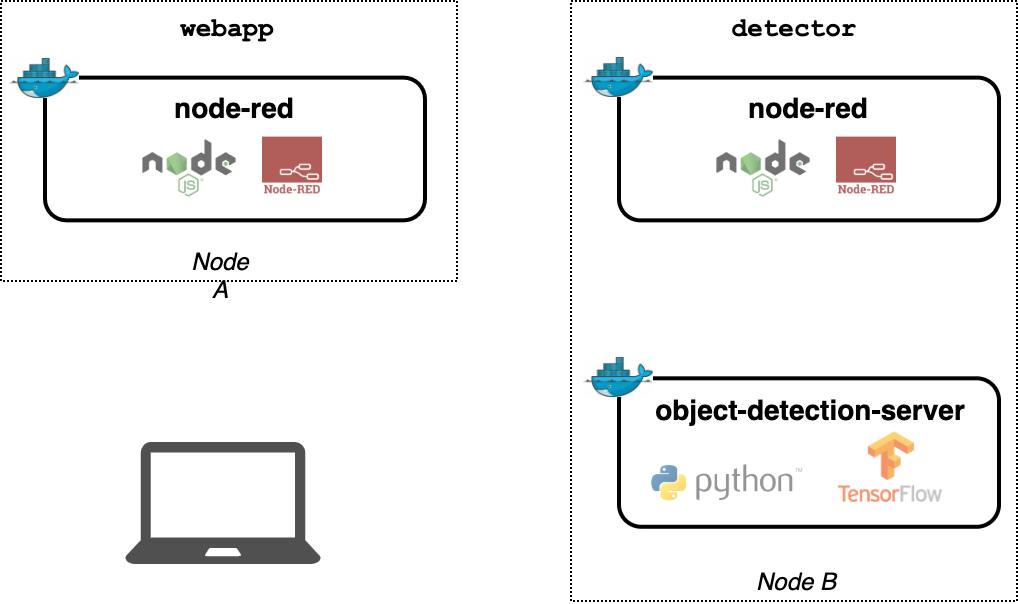 webapp
node-red
node
JS
Node-RED
Node
A
detector
node-red
node
JS
Node-RED
object-detection-server
python™
TensorFlow
Node B